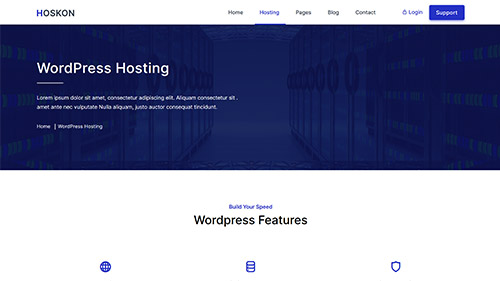 HOSKON Home Hosting Pages Blog Contact Login Support
WordPress Hosting
Lorem ipsum dolor sit amet, consectetur adipiscing elit. Aliquam consectetur sit .
amet ante nec vulputate Nulla aliquam, justo auctor consequat tincidunt.
Home | WordPress Hosting
Build Your Speed
Wordpress Features